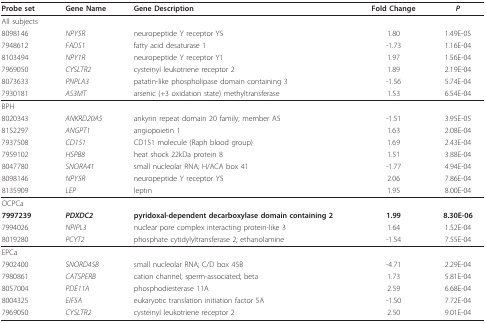 Probe set Gene Name Gene Description Fold Change P
All subjects
8098146 NPY5R neuropeptide Y receptor Y5 1.80 1.49E-05
7948612 FADS1 fatty acid desaturase 1 -1.73 1.16E-04
8103494 NPY1R neuropeptide Y receptor Y1 1.97 1.56E-04
7969050 CYSLTR2 cysteinyl leukotriene receptor 2 1.89 2.19E-04
8073633 PNPLA3 patatin-like phospholipase domain containing 3 -1.56 5.74E-04
7930181 AS3MT arsenic (+3 oxidation state) methyltransferase 1.53 6.54E-04
BPH
8020343 ANKRD20A5 ankyrin repeat domain 20 family; member A5 -1.51 3.95E-05
8152297 ANGPT1 angiopoietin 1 1.63 2.08E-04
7937508 CD151 CD151 molecule (Raph blood group) 1.69 2.43E-04
7959102 HSPB8 heat shock 22kDa protein 8 1.51 3.88E-04
8047780 SNORA41 small nucleolar RNA; H/ACA box 41 -1.77 4.94E-04
8098146 NPY5R neuropeptide Y receptor Y5 2.06 7.86E-04
8135909 LEP leptin 1.95 8.00E-04
OCPCa
7997239 PDXDC2 pyridoxal-dependent decarboxylase domain containing 2 1.99 8.30E-06
7994026 NPIPL3 nuclear pore complex interacting protein-like 3 1.64 1.52E-04
8019280 PCYT2 phosphate cytidylyltransferase 2; ethanolamine -1.54 7.55E-04
EPCa
7902400 SNORD45B small nucleolar RNA; C/D box 45B -4.71 2.29E-04
7980861 CATSPERB cation channel; sperm-associated; beta 1.73 5.81E-04
8057004 PDE11A phosphodiesterase 11A 2.59 6.68E-04
8004325 EIF5A eukaryotic translation initiation factor 5A -1.50 7.72E-04
7969050 CYSLTR2 cysteinyl leukotriene receptor 2 2.50 9.01E-04